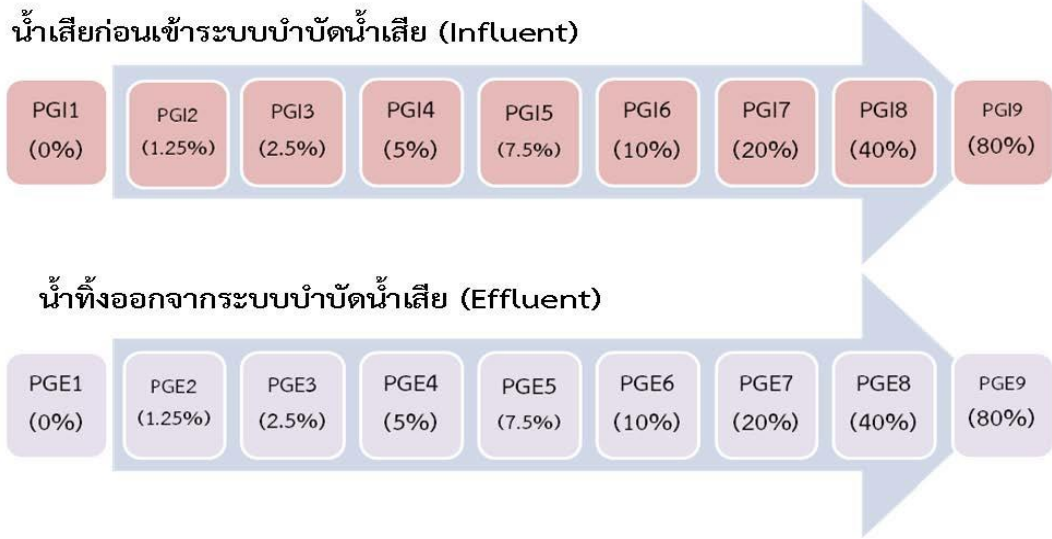 น้ำเสียก่อนเข้าระบบบำบัดน้ำเสีย (Influent)
PGI1
(0%)
PGI2
(1.25%)
PGI3
(2.5%)
PGI4
(5%)
PGI5
(7.5%)
PGI6
(10%)
PGI7
(20%)
PGI8
(40%)
PGI9
(80%)
น้ำทิ้งออกจากระบบบำบัดน้ำเสีย (Effluent)
PGE1
(0%)
PGE2
(1.25%)
PGE3
(2.5%)
PGE4
(5%)
PGE5
(7.5%)
PGE6
(10%)
PGE7
(20%)
PGE8
(40%)
PGE9
(80%)